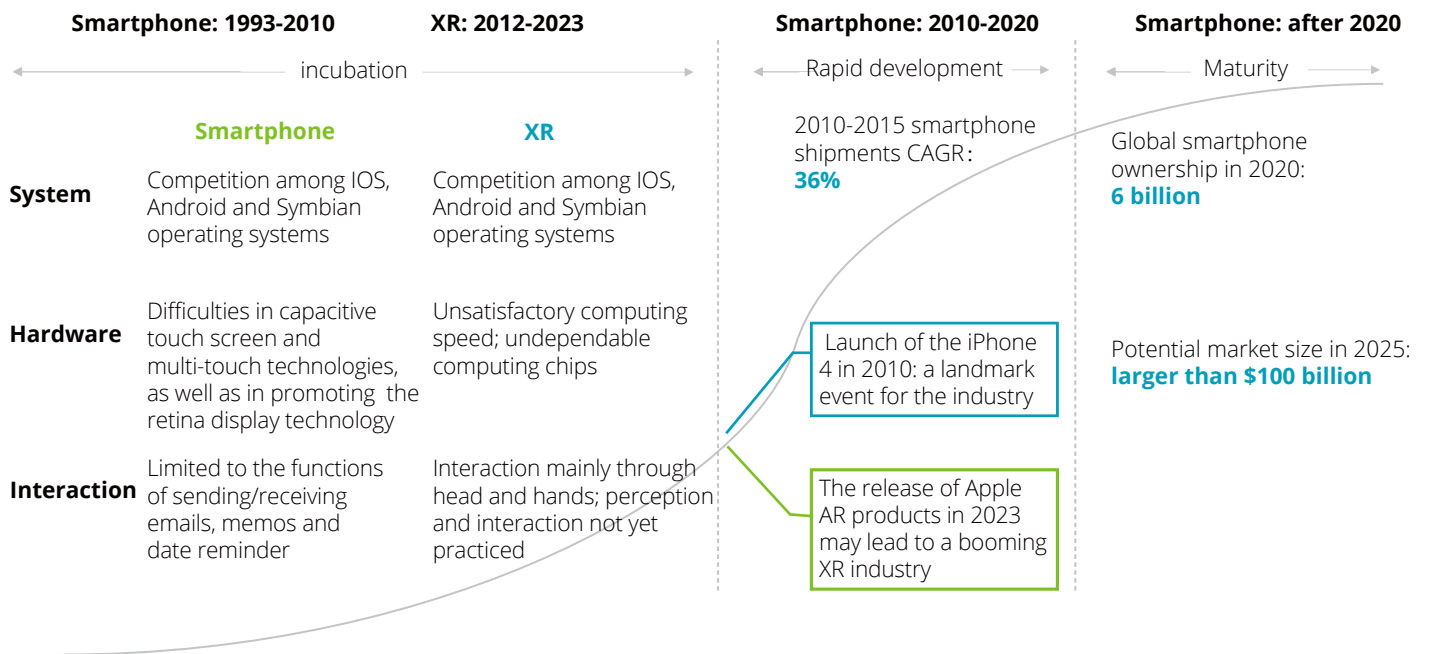 Smartphone: 1993-2010
XR: 2012-2023
Smartphone: 2010-2020
Smartphone: after 2020
incubation
Rapid development
Maturity
Smartphone
XR
System
Competition among IOS,
Android and Symbian
operating systems
Competition among IOS,
Android and Symbian
operating systems
Hardware
Difficulties in capacitive
touch screen and
multi-touch technologies,
as well as in promoting the
retina display technology
Unsatisfactory computing
speed; undependable
computing chips
Interaction
Limited to the functions
of sending/receiving
emails, memos and
date reminder
Interaction mainly through
head and hands; perception
and interaction not yet
practiced
2010-2015 smartphone
shipments CAGR:
36%
Launch of the iPhone
4 in 2010: a landmark
event for the industry
The release of Apple
AR products in 2023
may lead to a booming
XR industry
Global smartphone
ownership in 2020:
6 billion
Potential market size in 2025:
larger than $100 billion